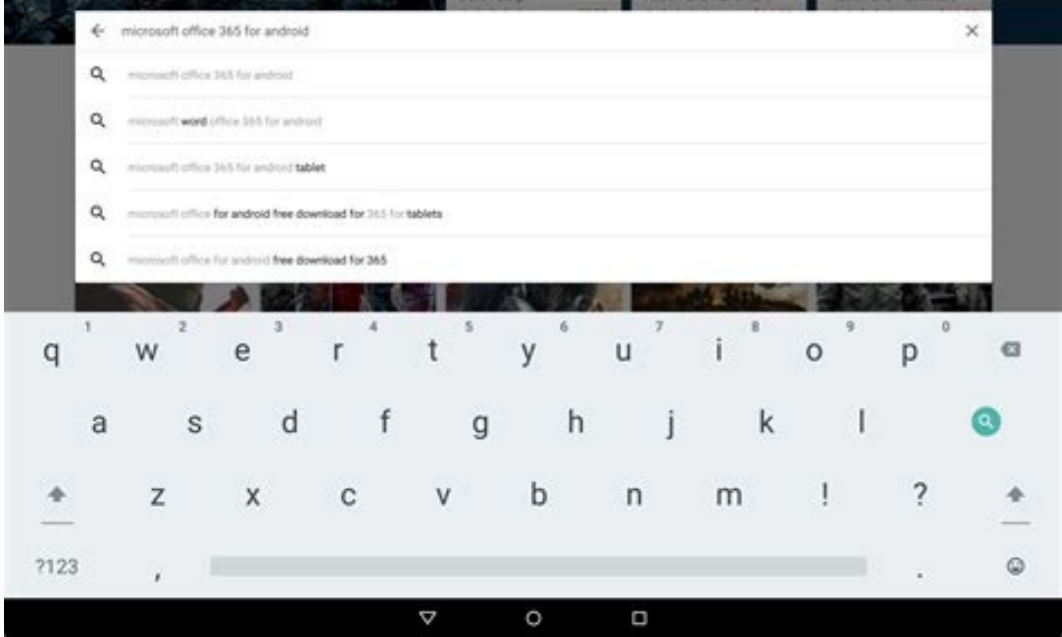 microsoft office 365 for android
microsoft office 365 for android
microsoft word office 365 for android
microsoft office 365 for android tablet
microsoft office for android free download for 365 for tablets
microsoft office for android free download for 365
1 2 3 4 5 6 7 8 9 0
q w e r t y u i o p
a s d f g h j k l
z x c v b n m ! ?
?123 , .